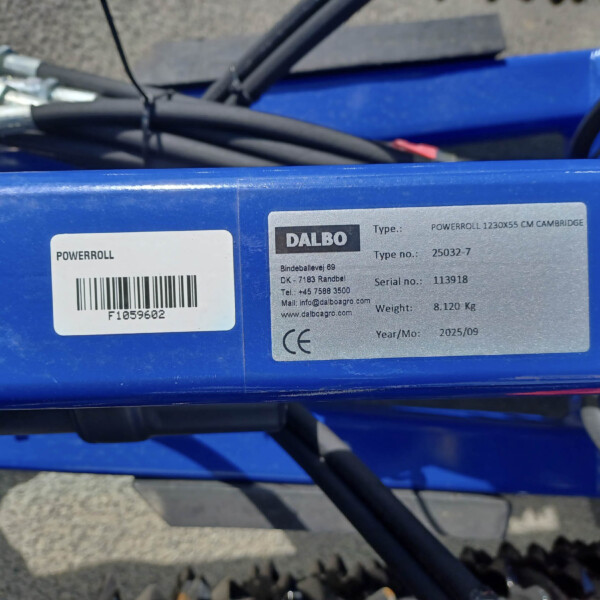 POWERROLL
F1059602
DALBO
Bindeballevej 69
DK - 7183 Randbøl
Tel.: +45 7588 3500
Mail: info@dalboagro.com
www.dalboagro.com
CE
Type.: POWERROLL 1230X55 CM CAMBRIDGE
Type no.: 25032-7
Serial no.: 113918
Weight: 8.120 Kg
Year/Mo: 2025/09